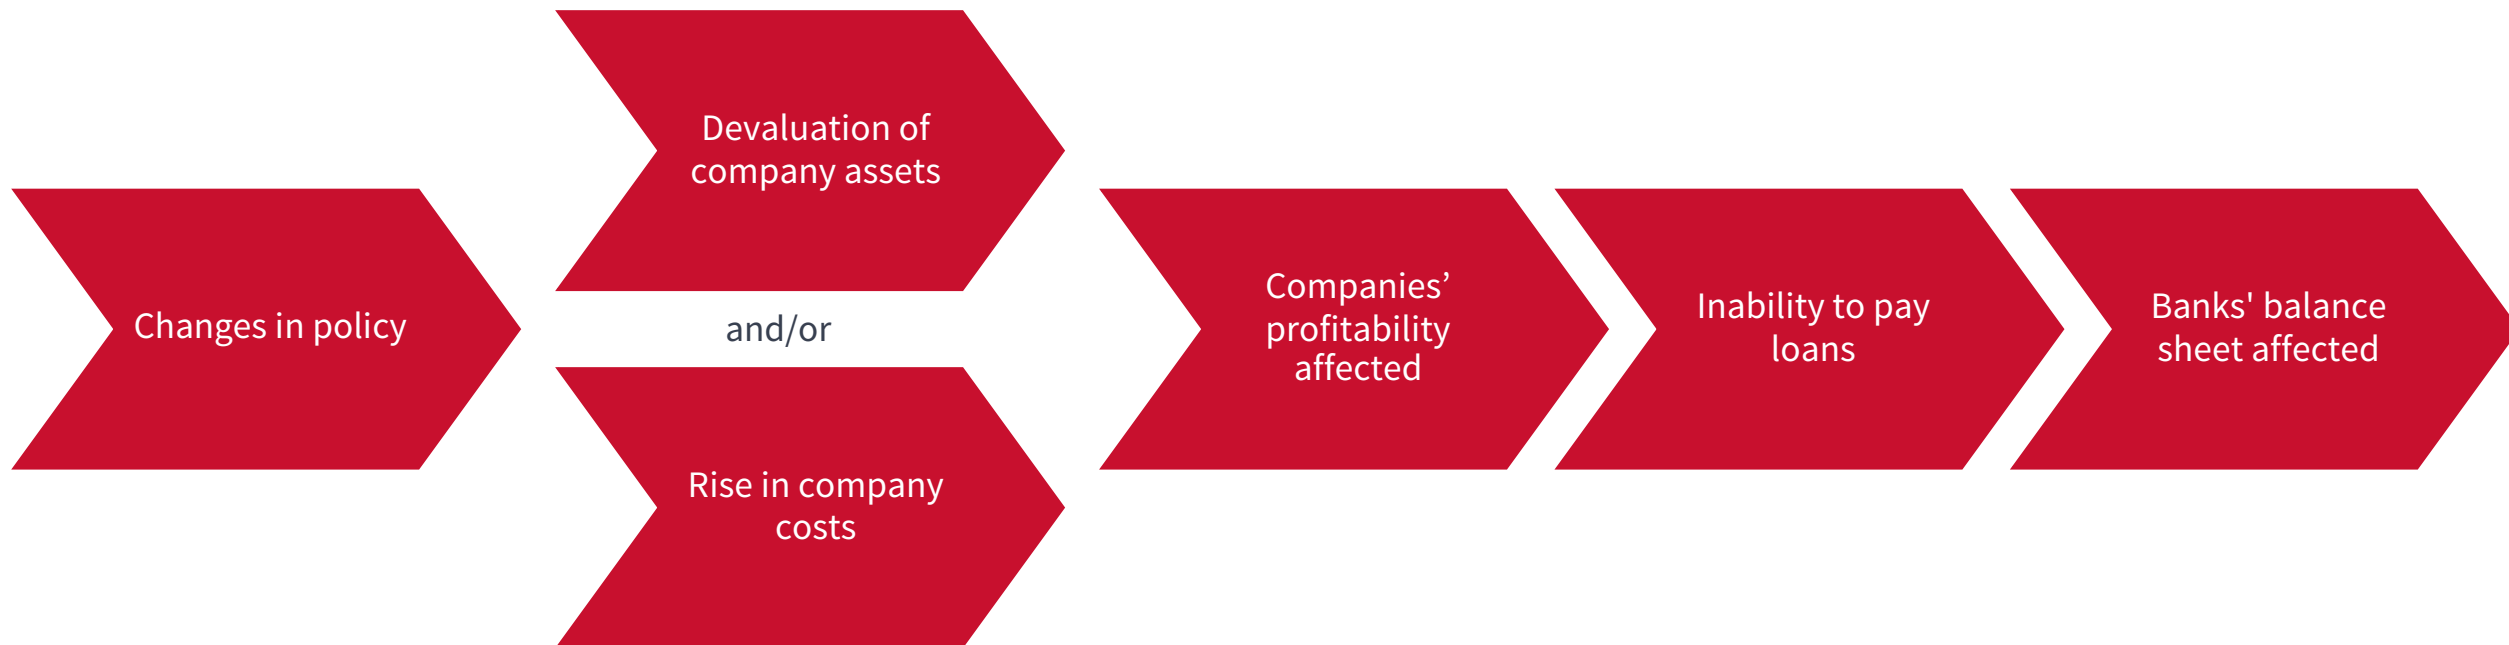 Changes in policy
Devaluation of
company assets
and/or
Rise in company
costs
Companies’
profitability
affected
Inability to pay
loans
Banks' balance
sheet affected